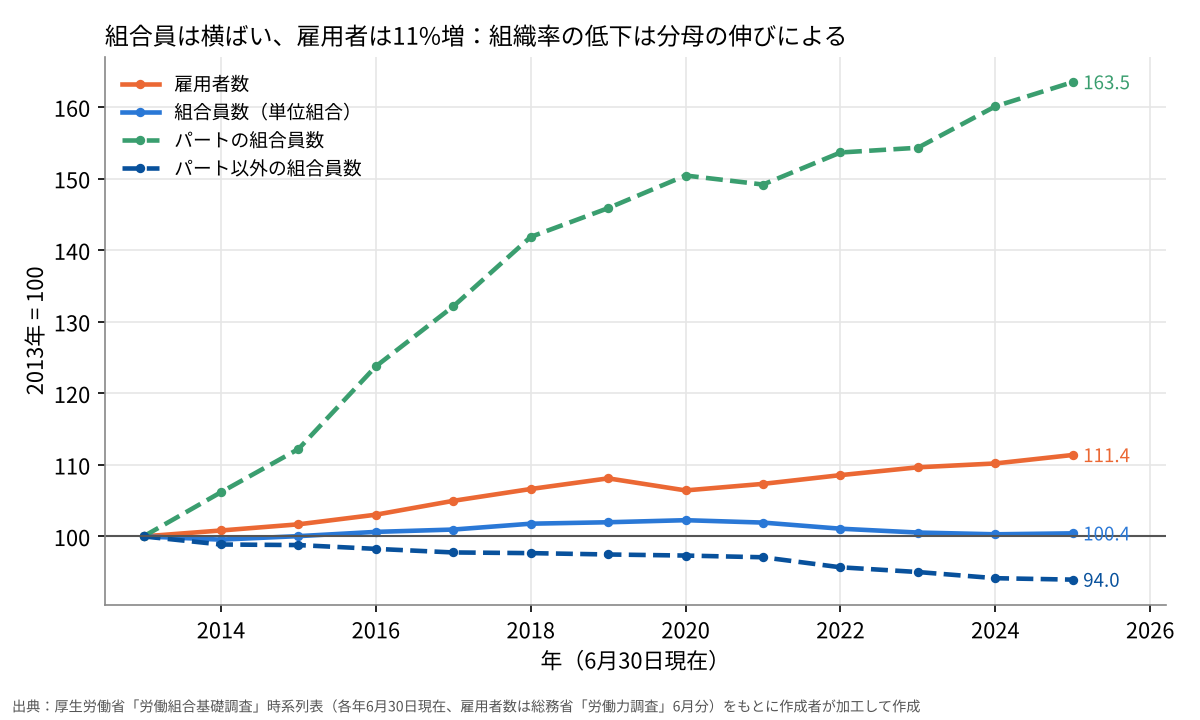 組合員は横ばい、雇用者は11%増：組織率の低下は分母の伸びによる
雇用者数
組合員数（単位組合）
パートの組合員数
パート以外の組合員数
2013年 = 100
160
150
140
130
120
110
100
163.5
111.4
100.4
94.0
2014
2016
2018
2020
2022
2024
2026
年（6月30日現在）
出典：厚生労働省「労働組合基礎調査」時系列表（各年6月30日現在、雇用者数は総務省「労働力調査」6月分）をもとに作成者が加工して作成